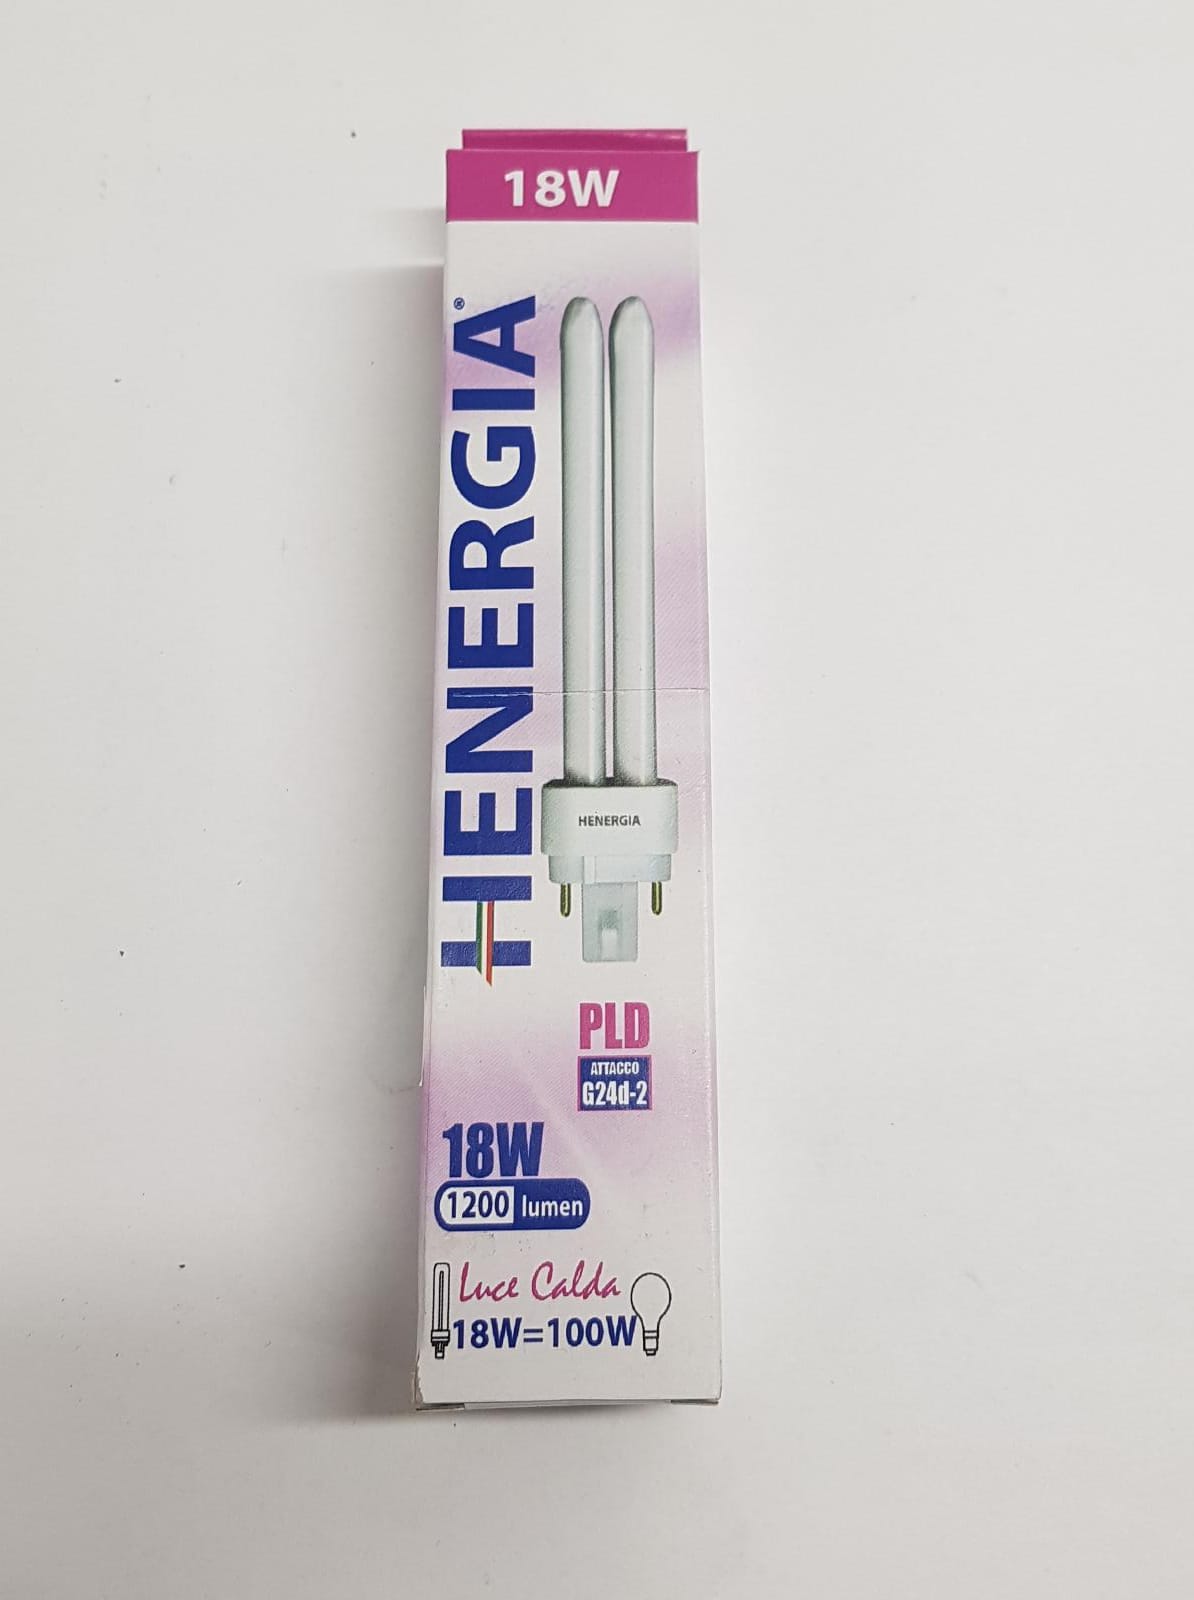 18W
HENERGIA®
HENERGIA
PLD
ATTACCO
G24d-2
18W
1200 lumen
Luce Calda
18W=100W